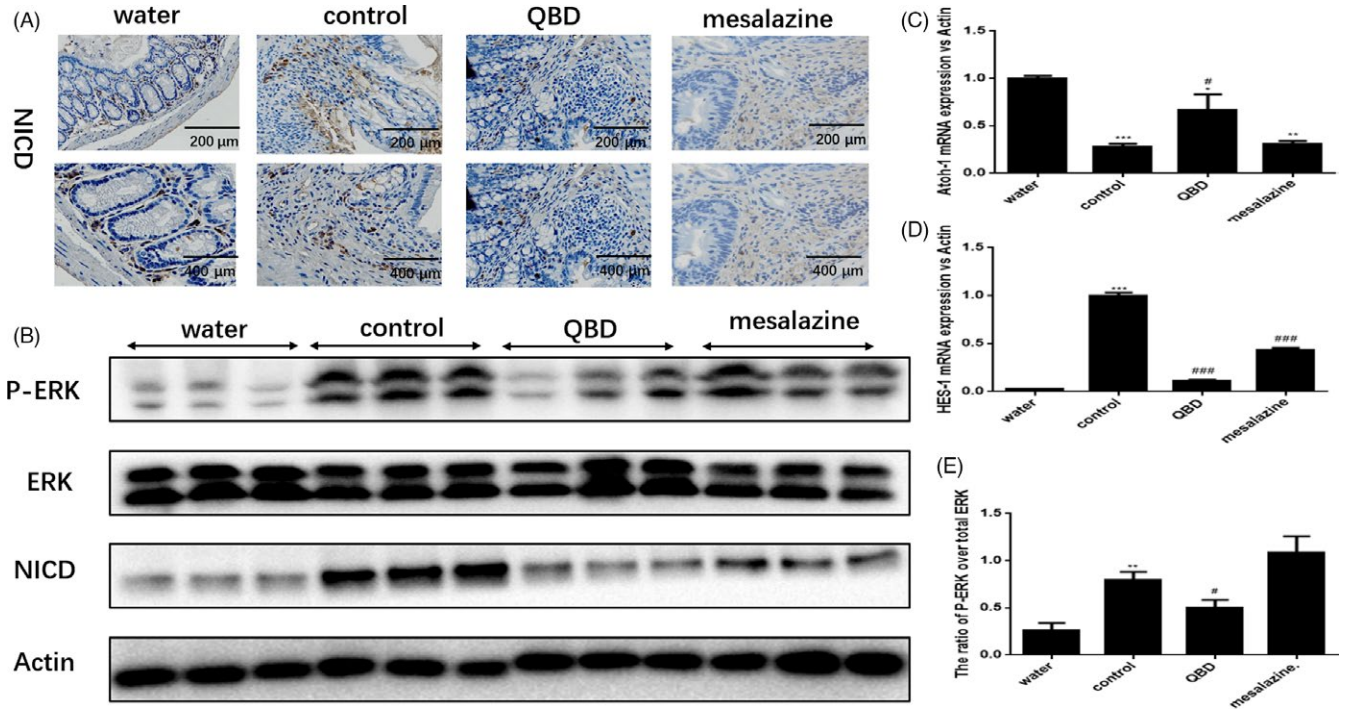 (A)
water
control
QBD
mesalazine
NICD
200 μm
200 μm
200 μm
200 μm
400 μm
400 μm
400 μm
400 μm
(B)
water
control
QBD
mesalazine
P-ERK
ERK
NICD
Actin
(C)
Atoh-1 mRNA expression vs Actin
1.5
1.0
0.5
0.0
***
#
*
**
water
control
QBD
mesalazine
(D)
HES-1 mRNA expression vs Actin
1.5
1.0
0.5
0.0
***
###
###
water
control
QBD
mesalazine
(E)
The ratio of P-ERK over total ERK
1.5
1.0
0.5
0.0
**
#
water
control
QBD
mesalazine.